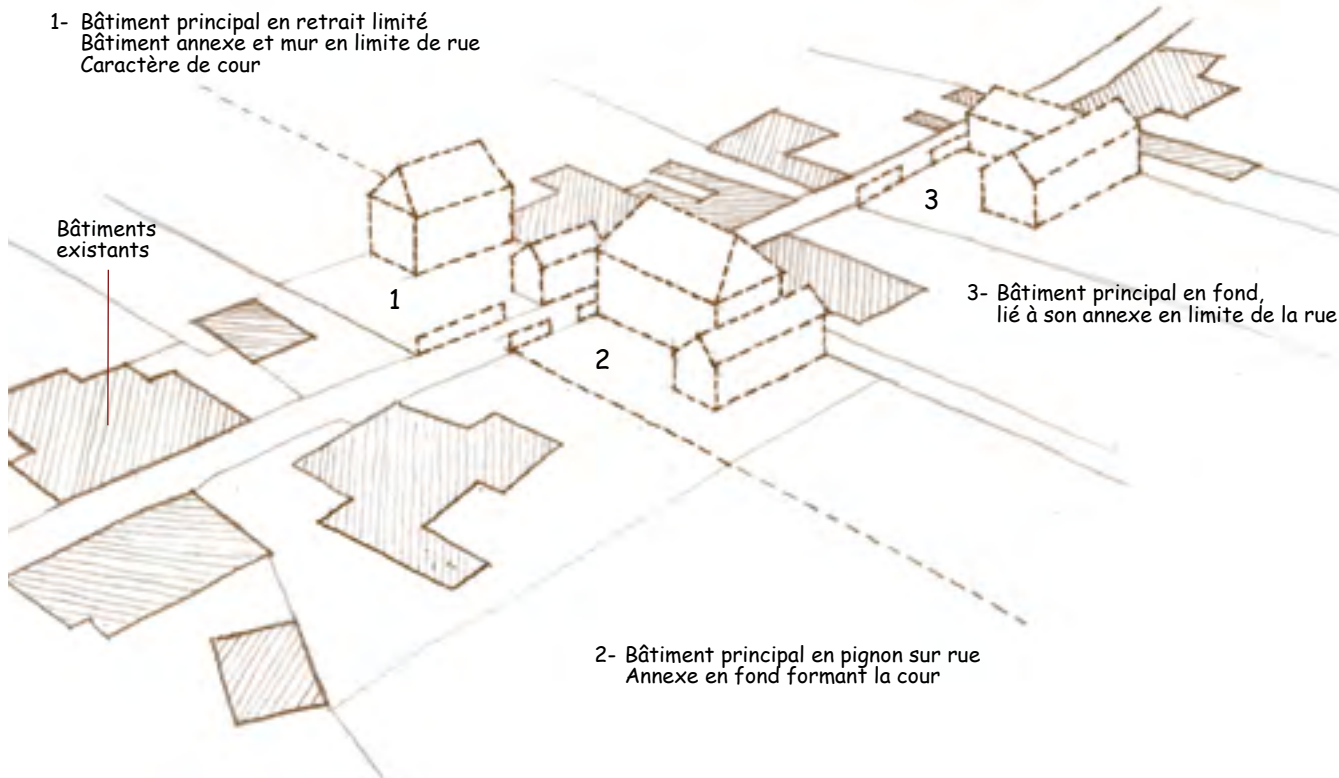 1- Bâtiment principal en retrait limité
Bâtiment annexe et mur en limite de rue
Caractère de cour
Bâtiments
existants
1
2
3
3- Bâtiment principal en fond,
lié à son annexe en limite de la rue
2- Bâtiment principal en pignon sur rue
Annexe en fond formant la cour